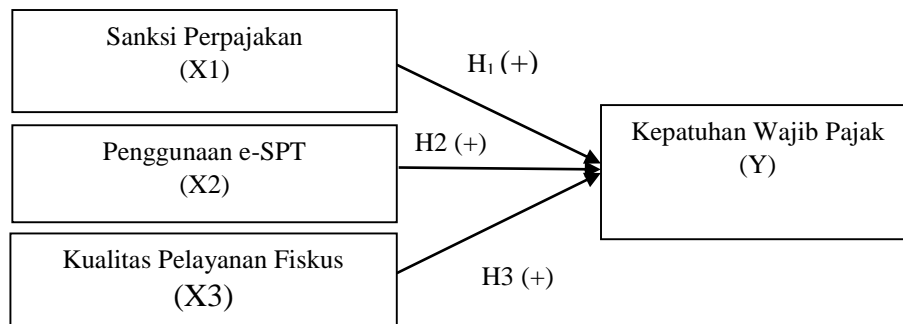 Sanksi Perpajakan
(X1)
H₁ (+)
Penggunaan e-SPT
(X2)
H2 (+)
Kepatuhan Wajib Pajak
(Y)
Kualitas Pelayanan Fiskus
(X3)
H3 (+)